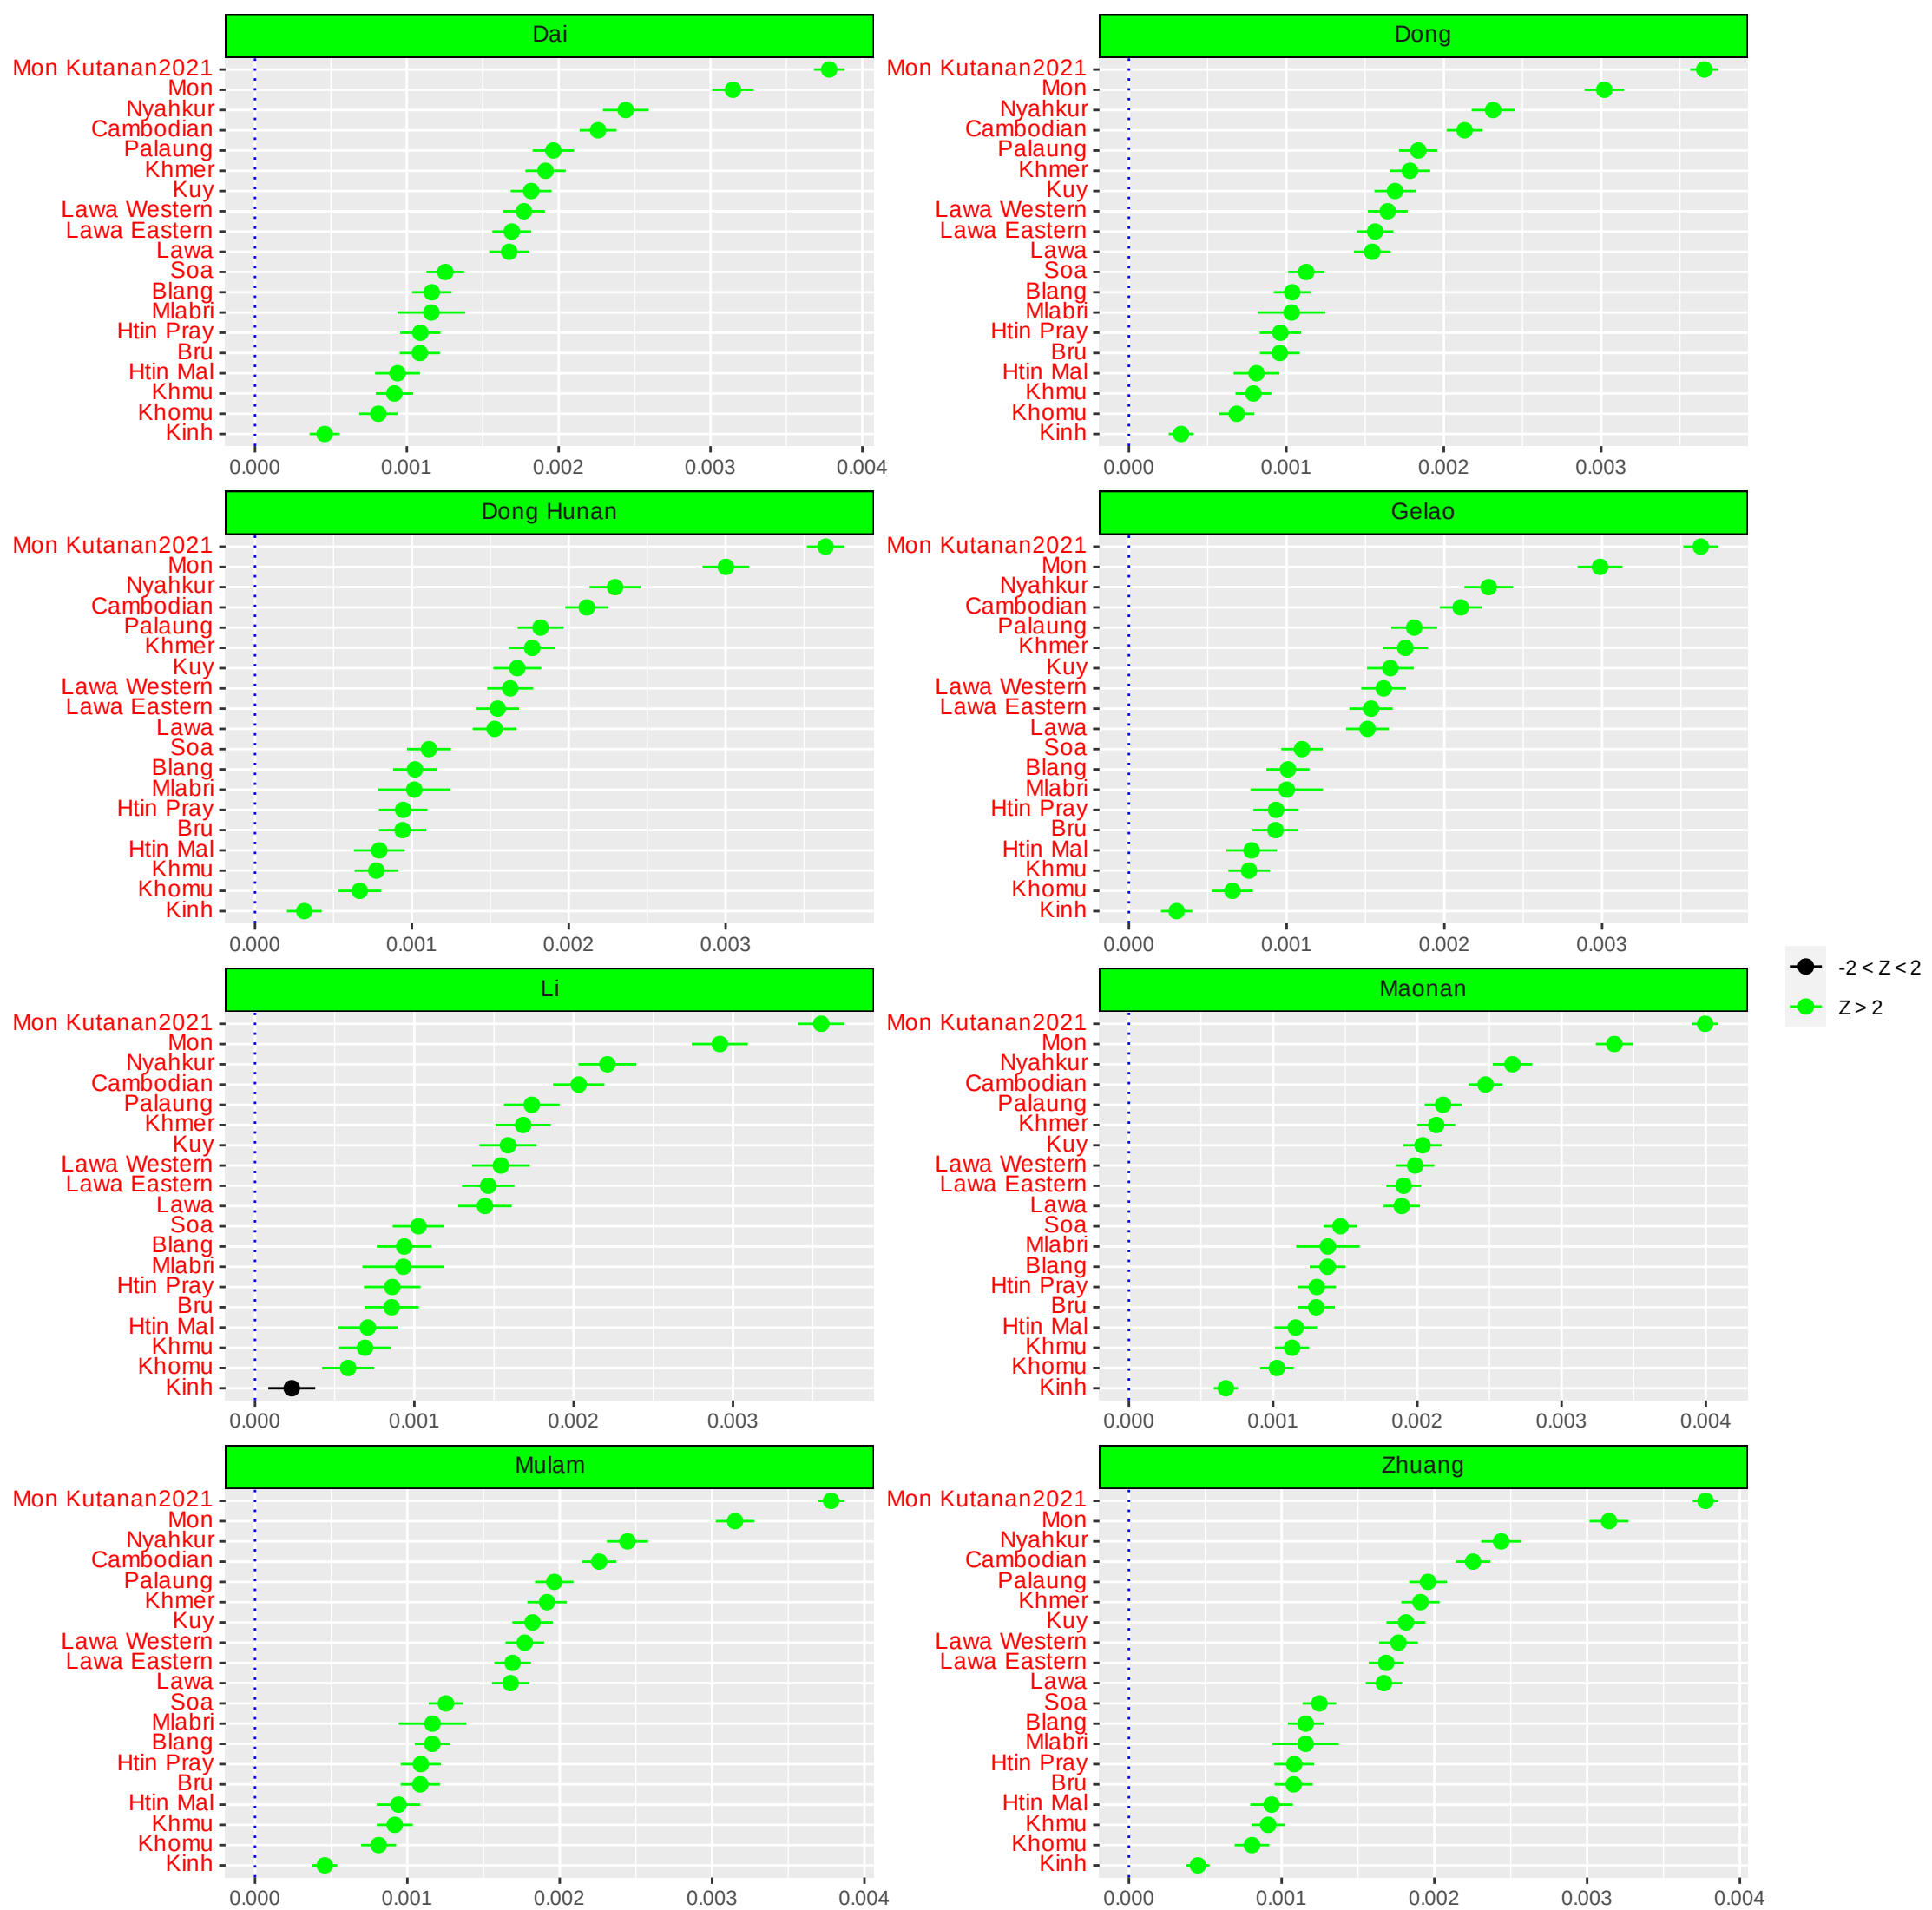 Dai
Mon Kutanan2021
Mon
Nyahkur
Cambodian
Palaung
Khmer
Kuy
Lawa Western
Lawa Eastern
Lawa
Soa
Blang
Mlabri
Htin Pray
Bru
Htin Mal
Khmu
Khomu
Kinh
0.000 0.001 0.002 0.003 0.004
Dong
Mon Kutanan2021
Mon
Nyahkur
Cambodian
Palaung
Khmer
Kuy
Lawa Western
Lawa Eastern
Lawa
Soa
Blang
Mlabri
Htin Pray
Bru
Htin Mal
Khmu
Khomu
Kinh
0.000 0.001 0.002 0.003
Dong Hunan
Mon Kutanan2021
Mon
Nyahkur
Cambodian
Palaung
Khmer
Kuy
Lawa Western
Lawa Eastern
Lawa
Soa
Blang
Mlabri
Htin Pray
Bru
Htin Mal
Khmu
Khomu
Kinh
0.000 0.001 0.002 0.003
Gelao
Mon Kutanan2021
Mon
Nyahkur
Cambodian
Palaung
Khmer
Kuy
Lawa Western
Lawa Eastern
Lawa
Soa
Blang
Mlabri
Htin Pray
Bru
Htin Mal
Khmu
Khomu
Kinh
0.000 0.001 0.002 0.003
Li
Mon Kutanan2021
Mon
Nyahkur
Cambodian
Palaung
Khmer
Kuy
Lawa Western
Lawa Eastern
Lawa
Soa
Blang
Mlabri
Htin Pray
Bru
Htin Mal
Khmu
Khomu
Kinh
0.000 0.001 0.002 0.003
Maonan
Mon Kutanan2021
Mon
Nyahkur
Cambodian
Palaung
Khmer
Kuy
Lawa Western
Lawa Eastern
Lawa
Soa
Mlabri
Blang
Htin Pray
Bru
Htin Mal
Khmu
Khomu
Kinh
0.000 0.001 0.002 0.003 0.004
Mulam
Mon Kutanan2021
Mon
Nyahkur
Cambodian
Palaung
Khmer
Kuy
Lawa Western
Lawa Eastern
Lawa
Soa
Mlabri
Blang
Htin Pray
Bru
Htin Mal
Khmu
Khomu
Kinh
0.000 0.001 0.002 0.003 0.004
Zhuang
Mon Kutanan2021
Mon
Nyahkur
Cambodian
Palaung
Khmer
Kuy
Lawa Western
Lawa Eastern
Lawa
Soa
Blang
Mlabri
Htin Pray
Bru
Htin Mal
Khmu
Khomu
Kinh
0.000 0.001 0.002 0.003 0.004
-2 < Z < 2
Z > 2